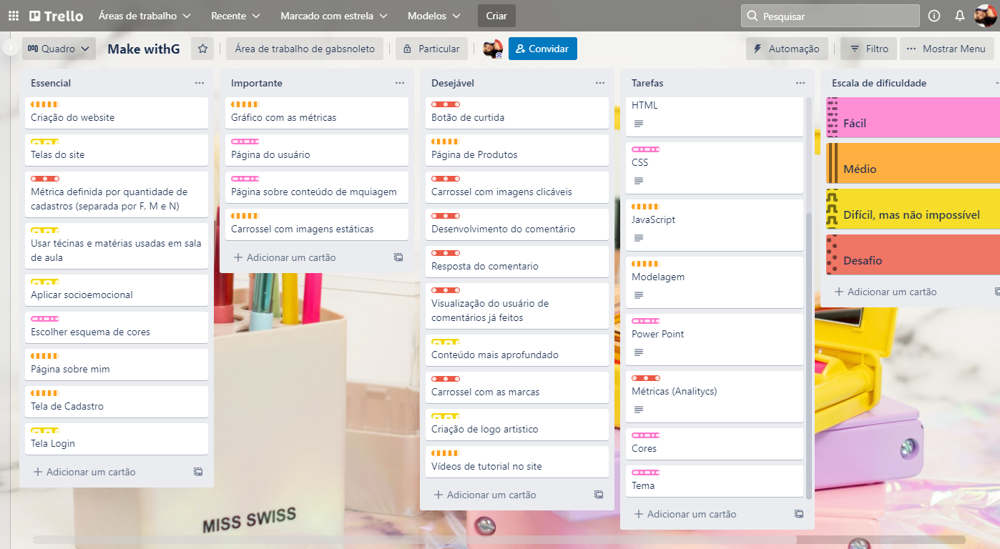 Trello
Áreas de trabalho
Recente
Marcado com estrela
Modelos
Criar
Pesquisar
Quadro
Make withG
Área de trabalho de gabsnoleto
Particular
Convidar
Automação
Filtro
Mostrar Menu
Essencial
Criação do website
Telas do site
Métrica definida por quantidade de
cadastros (separada por F, M e N)
Usar técinas e matérias usadas em sala
de aula
Aplicar socioemocional
Escolher esquema de cores
Página sobre mim
Tela de Cadastro
Tela Login
Adicionar um cartão
Importante
Gráfico com as métricas
Página do usuário
Página sobre conteúdo de mquiagem
Carrossel com imagens estáticas
Adicionar um cartão
Desejável
Botão de curtida
Página de Produtos
Carrossel com imagens clicáveis
Desenvolvimento do comentário
Resposta do comentario
Visualização do usuário de
comentários já feitos
Conteúdo mais aprofundado
Carrossel com as marcas
Criação de logo artistico
Vídeos de tutorial no site
Adicionar um cartão
Tarefas
HTML
CSS
JavaScript
Modelagem
Power Point
Métricas (Analitycs)
Cores
Tema
Adicionar um cartão
Escala de dificuldade
Fácil
Médio
Difícil, mas não impossível
Desafio
Adicionar um cartão
MISS SWISS